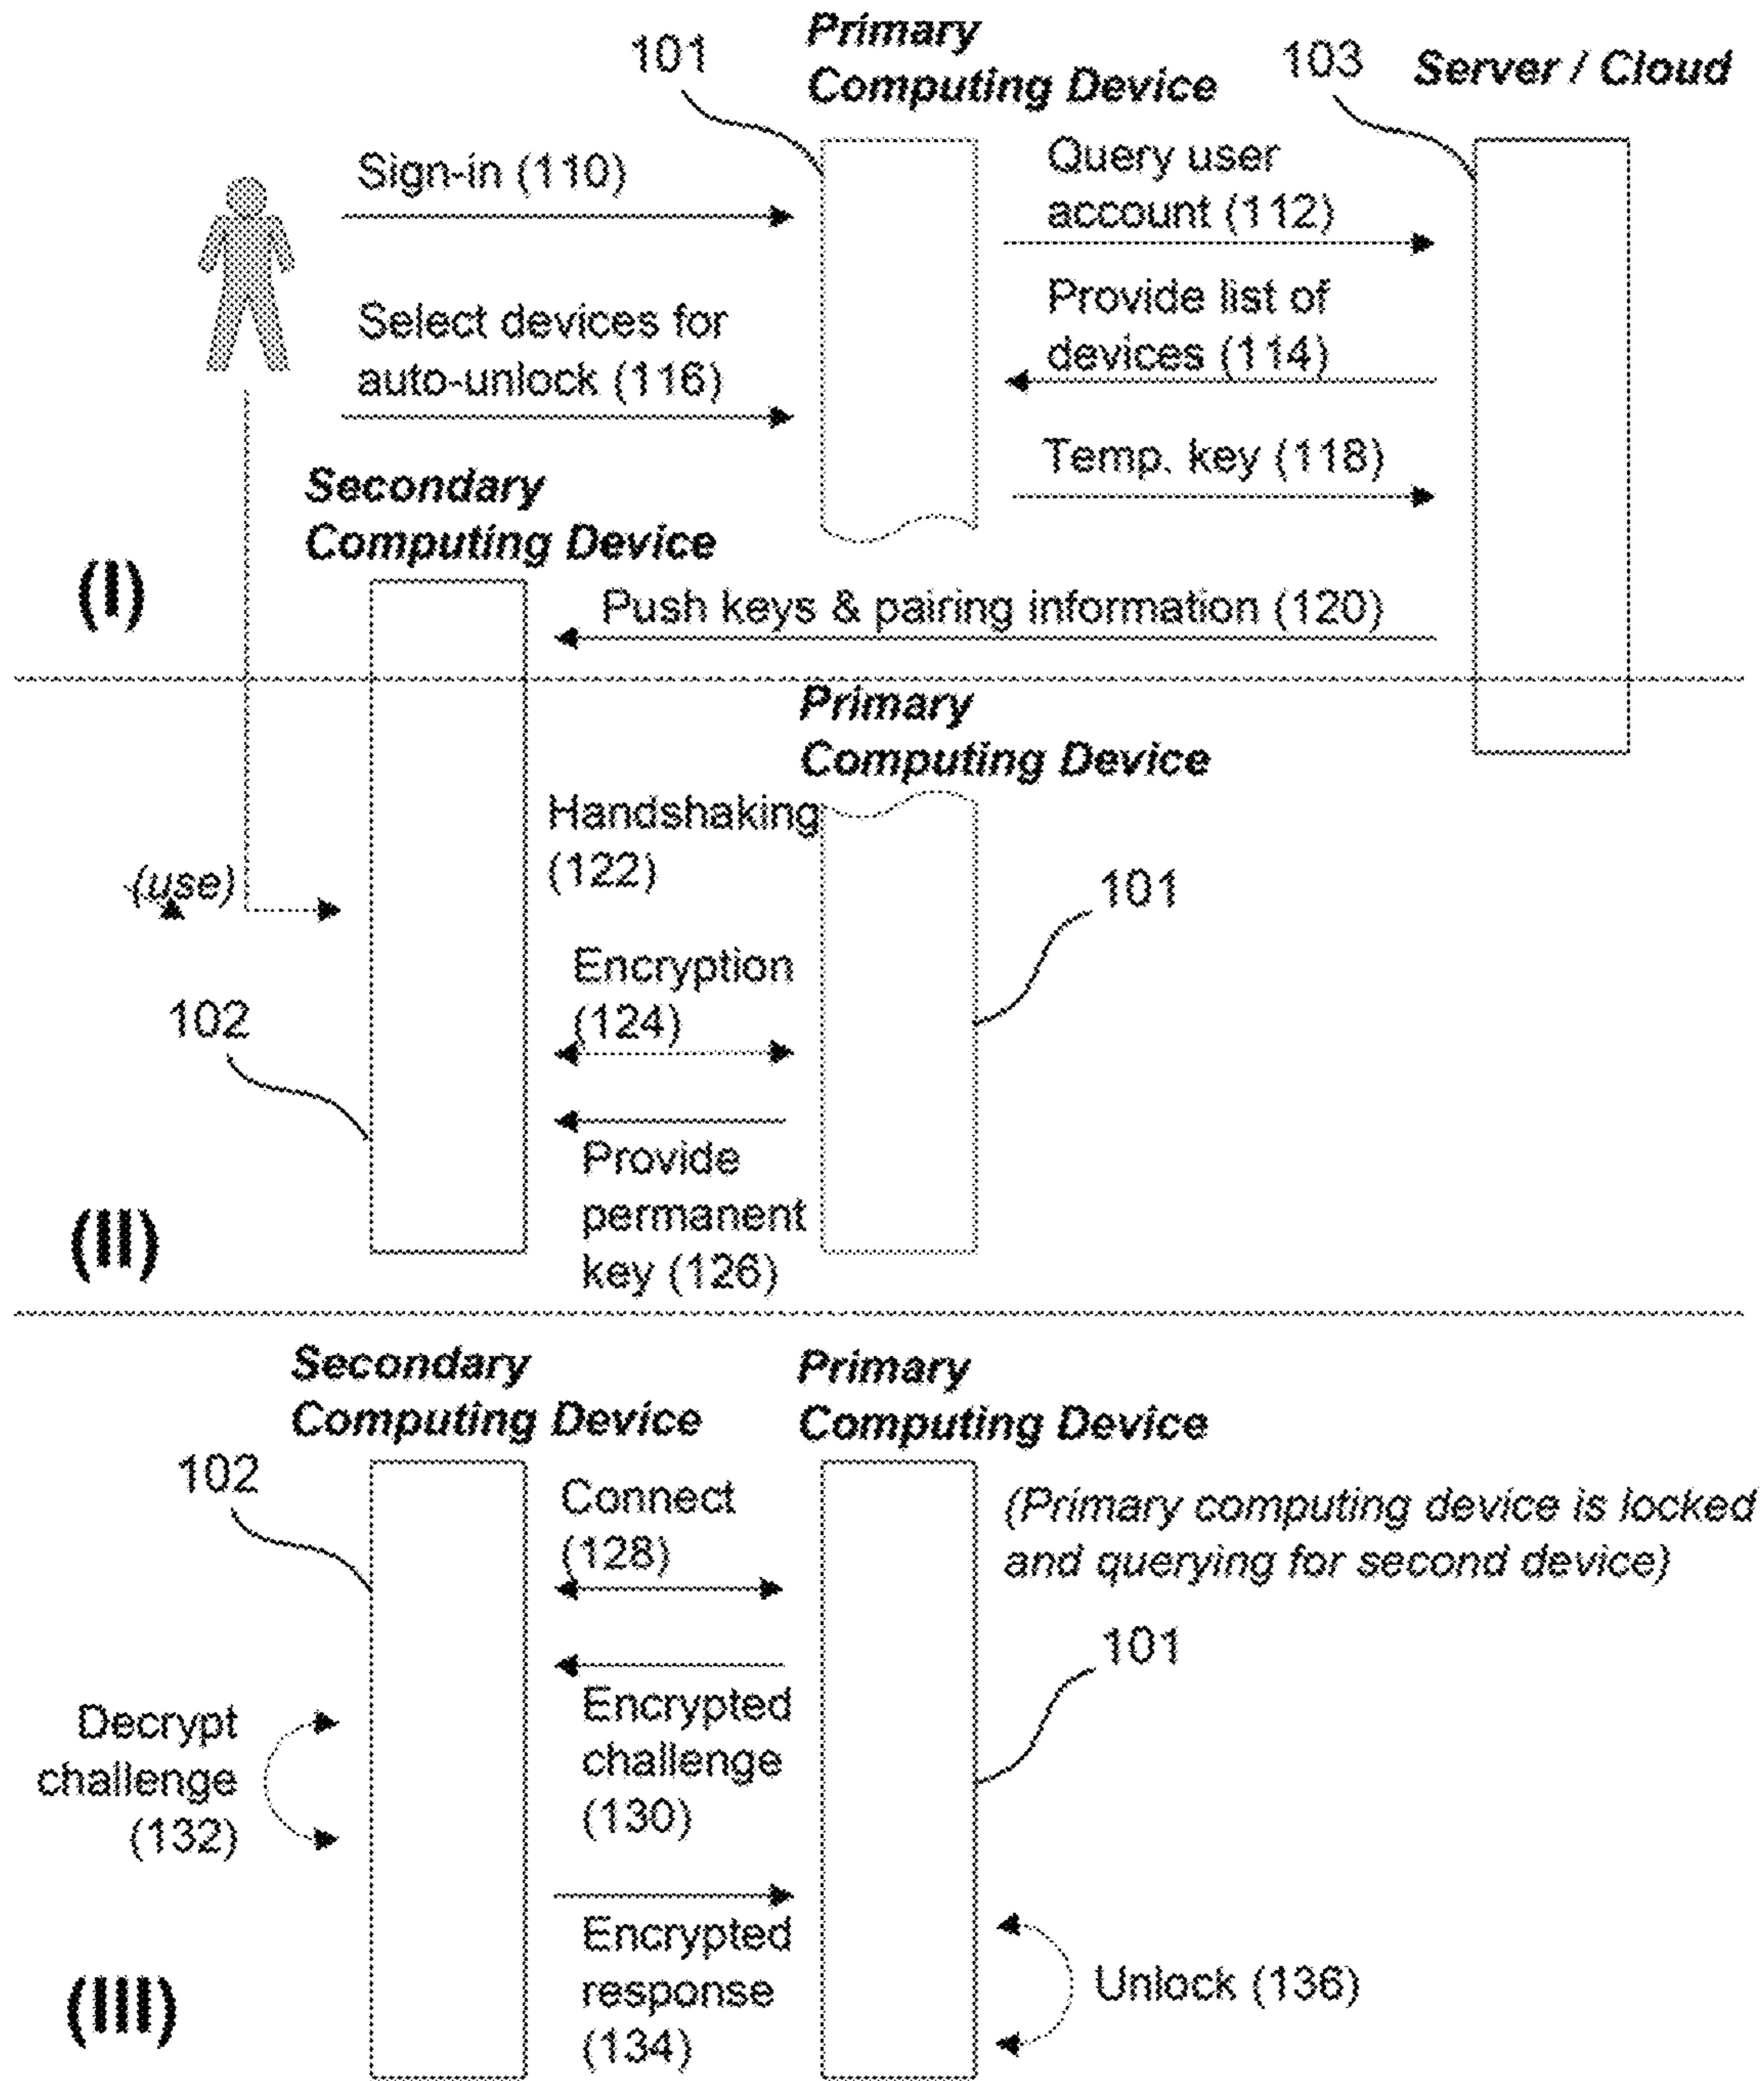 101
Primary
Computing Device
103
Server / Cloud
Sign-in (110)
Query user
account (112)
Select devices for
auto-unlock (116)
Provide list of
devices (114)
Temp. key (118)
Secondary
Computing Device
(I)
Push keys & pairing information (120)
Primary
Computing Device
Handshaking
(122)
(use)
101
Encryption
(124)
102
Provide
permanent
key (126)
(II)
Secondary
Computing Device
Primary
Computing Device
102
Connect
(128)
(Primary computing device is locked
and querying for second device)
101
Encrypted
challenge
(130)
Decrypt
challenge
(132)
Encrypted
response
(134)
Unlock (136)
(III)